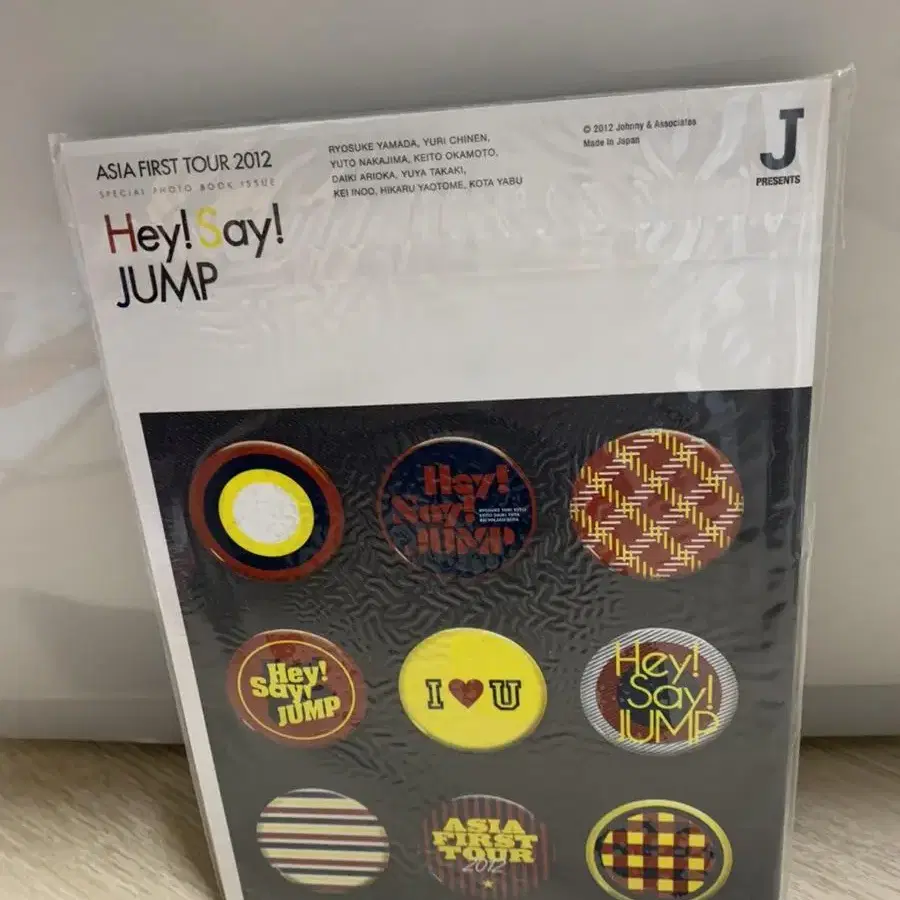 ASIA FIRST TOUR 2012
SPECIAL PHOTO BOOK ISSUE
Hey! Say!
JUMP
RYOSUKE YAMADA, YURI CHINEN,
YUTO NAKAJIMA, KEITO OKAMOTO,
DAIKI ARIOKA, YUYA TAKAKI,
KEI INOO, HIKARU YAOTOME, KOTA YABU
© 2012 Johnny & Associates
Made in Japan
J
PRESENTS
Hey!
Say!
JUMP
Hey!
Say!
JUMP
I ♥ U
Hey!
Say!
JUMP
ASIA
FIRST
TOUR
2012